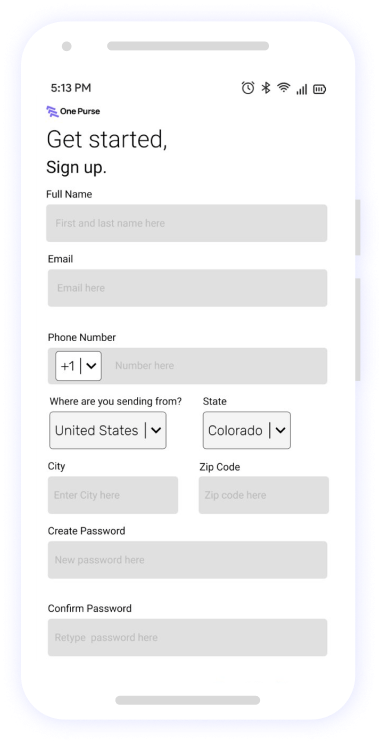 5:13 PM
One Purse
Get started,
Sign up.
Full Name
First and last name here
Email
Email here
Phone Number
+1 Number here
Where are you sending from? State
United States Colorado
City Zip Code
Enter City here Zip code here
Create Password
New password here
Confirm Password
Retype password here